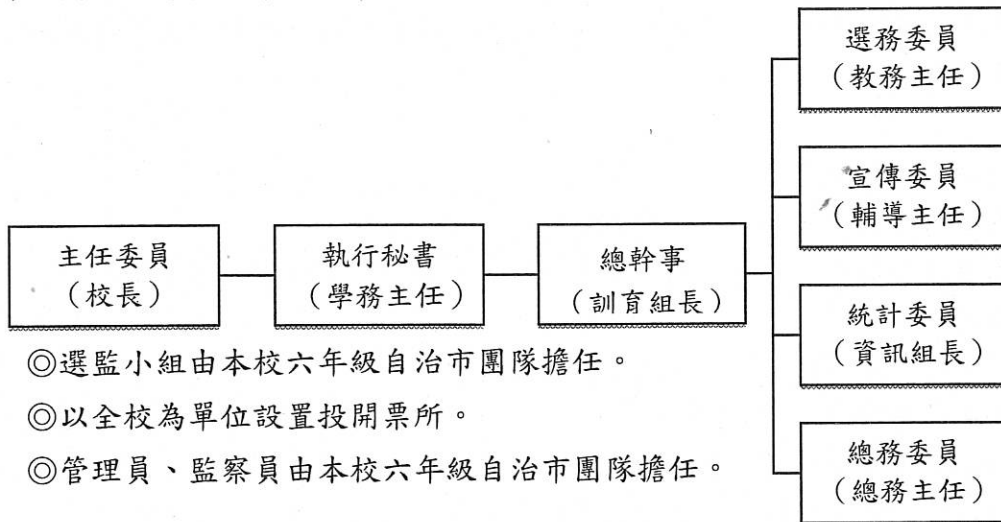 選務委員
（教務主任）
宣傳委員
（輔導主任）
主任委員
（校長）
執行秘書
（學務主任）
總幹事
（訓育組長）
統計委員
（資訊組長）
總務委員
（總務主任）
◎選監小組由本校六年級自治市團隊擔任。
◎以全校為單位設置投開票所。
◎管理員、監察員由本校六年級自治市團隊擔任。